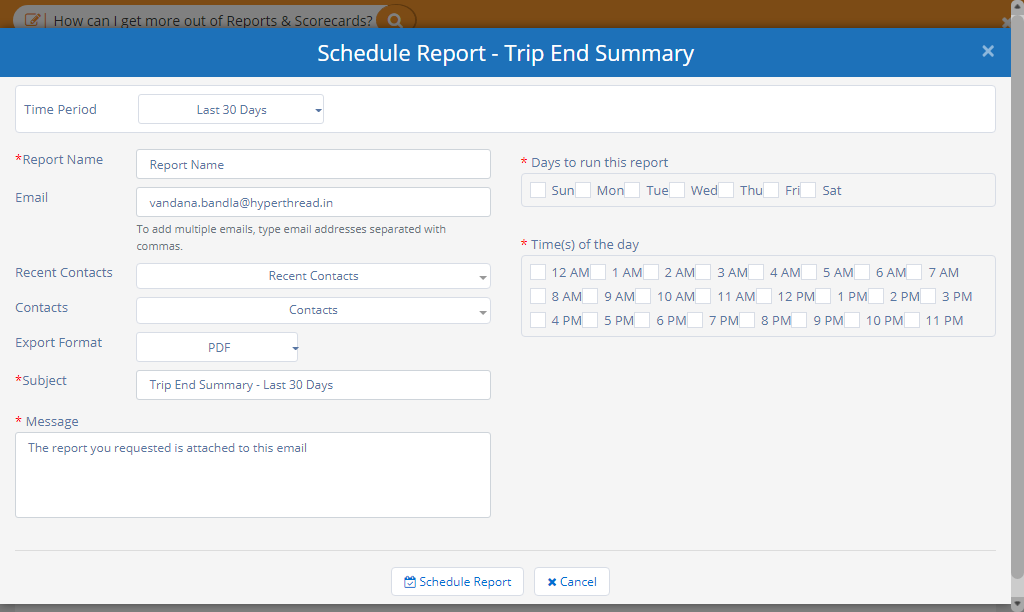 How can I get more out of Reports & Scorecards?
Schedule Report - Trip End Summary
Time Period
Last 30 Days
*Report Name
Report Name
Email
vandana.bandla@hyperthread.in
To add multiple emails, type email addresses separated with
commas.
Recent Contacts
Recent Contacts
Contacts
Contacts
Export Format
PDF
*Subject
Trip End Summary - Last 30 Days
* Message
The report you requested is attached to this email
* Days to run this report
Sun Mon Tue Wed Thu Fri Sat
* Time(s) of the day
12 AM 1 AM 2 AM 3 AM 4 AM 5 AM 6 AM 7 AM
8 AM 9 AM 10 AM 11 AM 12 PM 1 PM 2 PM 3 PM
4 PM 5 PM 6 PM 7 PM 8 PM 9 PM 10 PM 11 PM
Schedule Report
Cancel